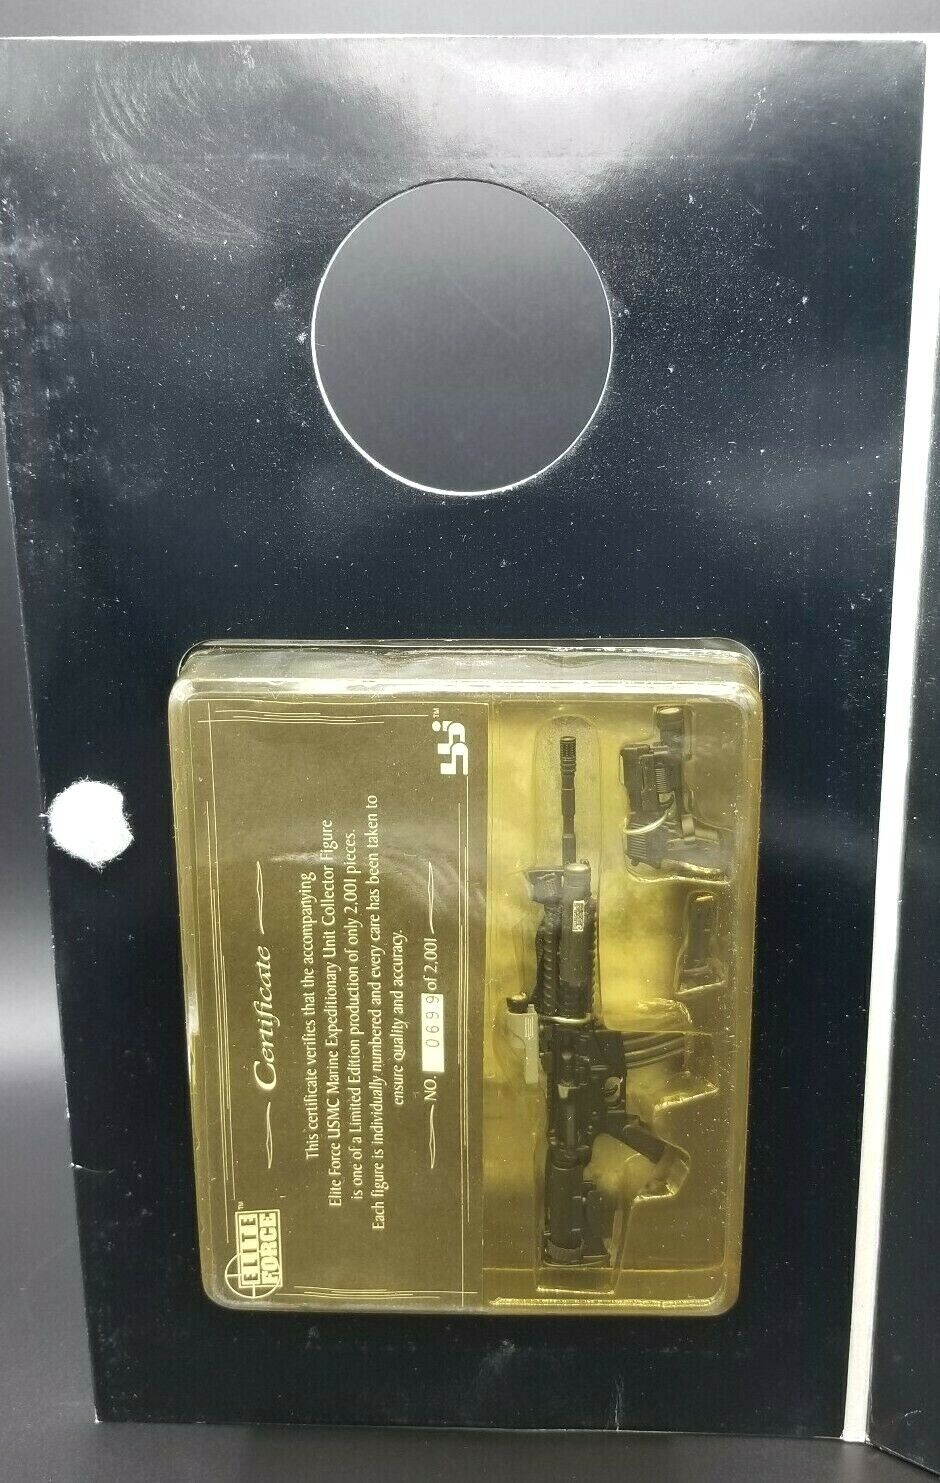 ELITE
FORCE™
bbi™
Certificate
This certificate verifies that the accompanying
Elite Force USMC Marine Expeditionary Unit Collector Figure
is one of a Limited Edition production of only 2,001 pieces.
Each figure is individually numbered and every care has been taken to
ensure quality and accuracy.
NO. 0699 of 2,001